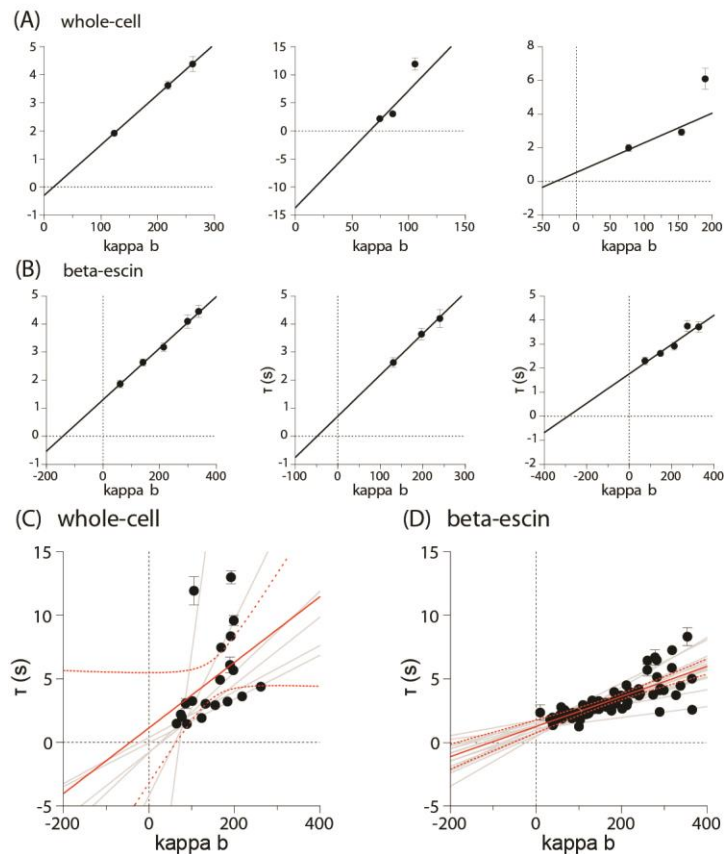 (A) whole-cell
5
4
3
2
1
0
-1
0 100 200 300
kappa b
15
10
5
0
-5
-10
-15
0 50 100 150
kappa b
8
6
4
2
0
-2
-50 0 50 100 150 200
kappa b
(B) beta-escin
5
4
3
2
1
0
-1
-200 0 200 400
kappa b
τ (s)
5
4
3
2
1
0
-1
-100 0 100 200 300
kappa b
τ (s)
5
4
3
2
1
0
-1
-2
-400 -200 0 200 400
kappa b
(C) whole-cell
τ (s)
15
10
5
0
-5
-200 0 200 400
kappa b
(D) beta-escin
τ (s)
15
10
5
0
-5
-200 0 200 400
kappa b